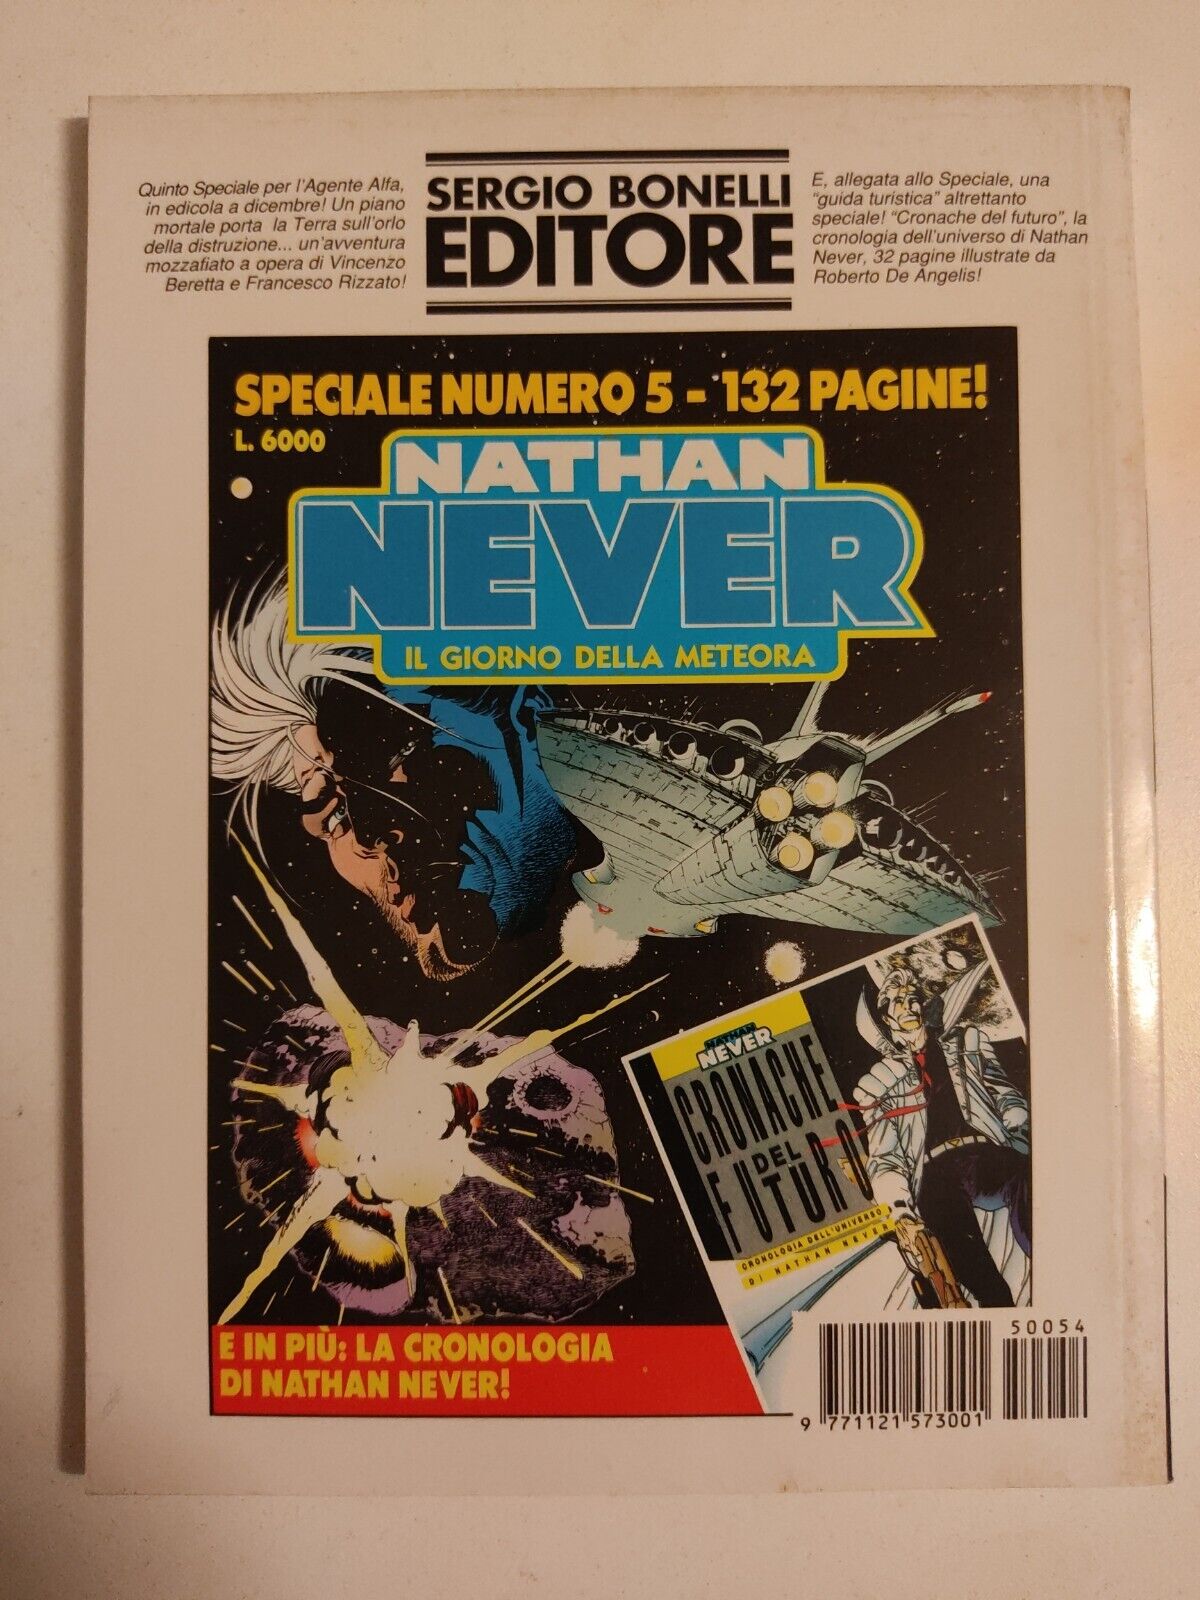 Quinto Speciale per l'Agente Alfa,
in edicola a dicembre! Un piano
mortale porta la Terra sull'orlo
della distruzione... un'avventura
mozzafiato a opera di Vincenzo
Beretta e Francesco Rizzato!
SERGIO BONELLI
EDITORE
E, allegata allo Speciale, una
"guida turistica" altrettanto
speciale! "Cronache del futuro", la
cronologia dell'universo di Nathan
Never, 32 pagine illustrate da
Roberto De Angelis!
SPECIALE NUMERO 5 - 132 PAGINE!
L. 6000
NATHAN
NEVER
IL GIORNO DELLA METEORA
NATHAN
NEVER
CRONACHE
DEL
FUTURO
CRONOLOGIA DELL'UNIVERSO
DI NATHAN NEVER
E IN PIÙ: LA CRONOLOGIA
DI NATHAN NEVER!
50054
9 771121 573001